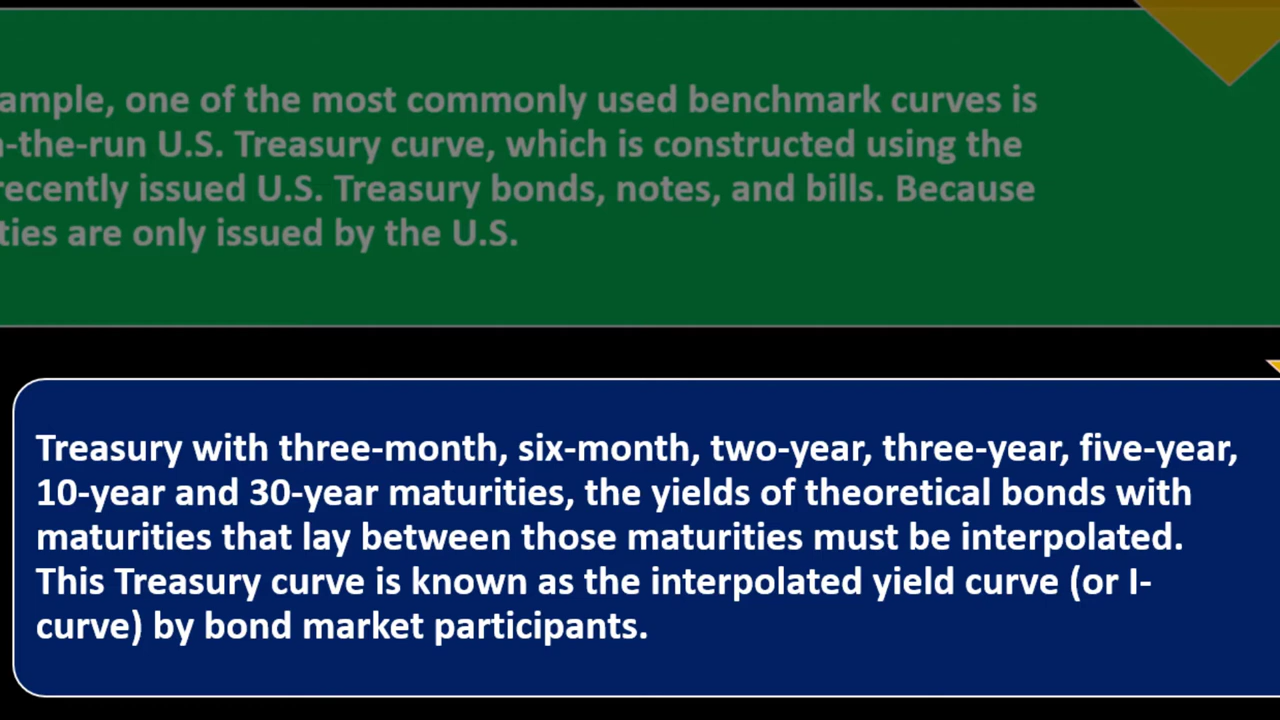 ample, one of the most commonly used benchmark curves is
-the-run U.S. Treasury curve, which is constructed using the
recently issued U.S. Treasury bonds, notes, and bills. Because
ties are only issued by the U.S.
Treasury with three-month, six-month, two-year, three-year, five-year,
10-year and 30-year maturities, the yields of theoretical bonds with
maturities that lay between those maturities must be interpolated.
This Treasury curve is known as the interpolated yield curve (or I-
curve) by bond market participants.